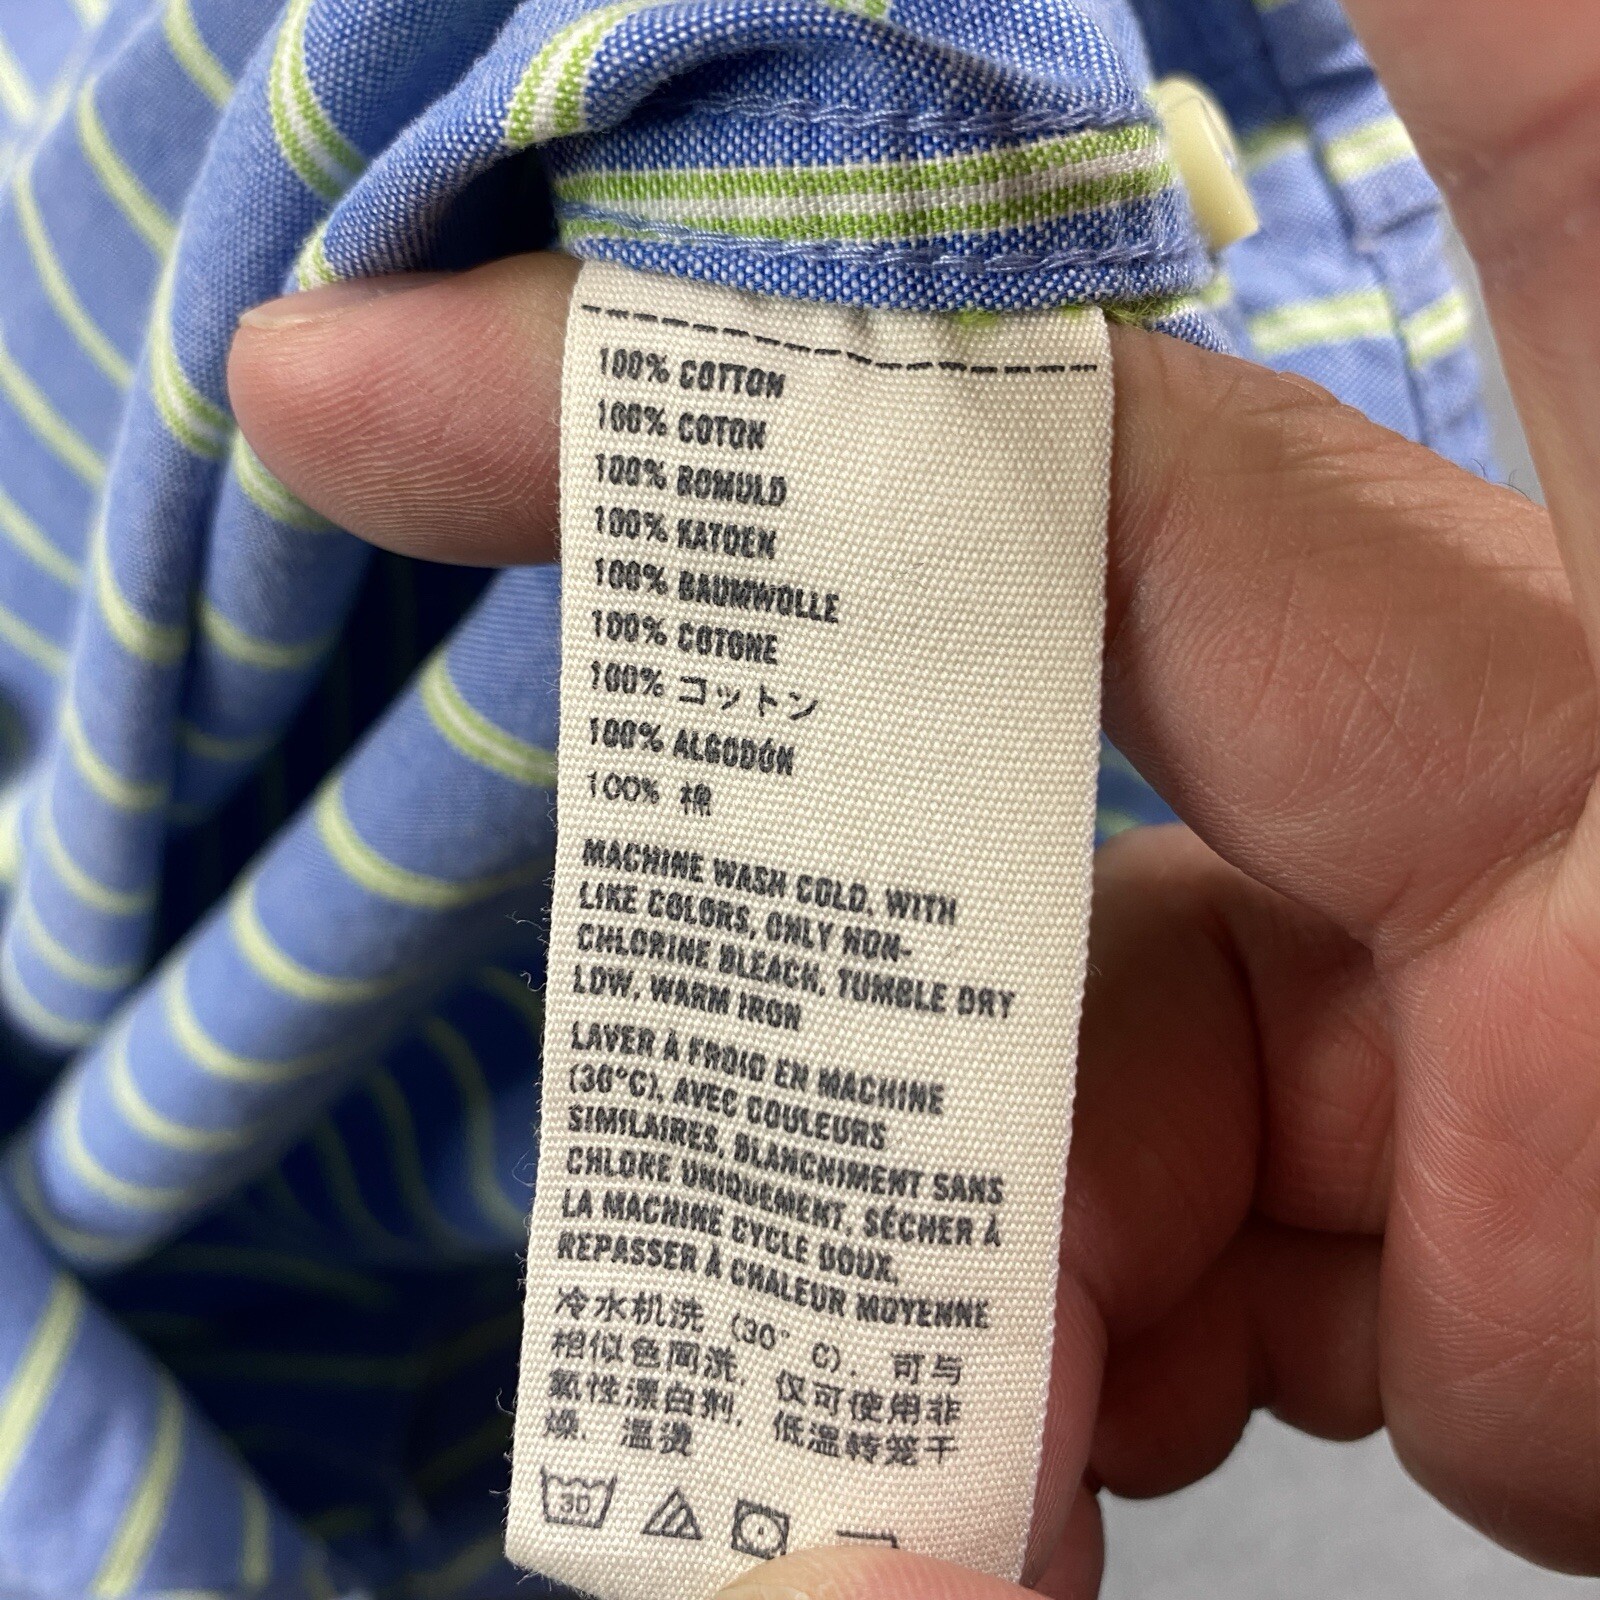 100% COTTON
100% COTON
100% BOMULD
100% KATOEN
100% BAUMWOLLE
100% COTONE
100% コットン
100% ALGODÓN
100% 棉
MACHINE WASH COLD, WITH
LIKE COLORS, ONLY NON-
CHLORINE BLEACH, TUMBLE DRY
LOW, WARM IRON
LAVER À FROID EN MACHINE
(30°C), AVEC COULEURS
SIMILAIRES, BLANCHIMENT SANS
CHLORE UNIQUEMENT, SÉCHER À
LA MACHINE CYCLE DOUX,
REPASSER À CHALEUR MOYENNE
冷水机洗 (30° C), 可与
相似色同洗, 仅可使用非
氯性漂白剂, 低温转笼干
燥, 温烫
30